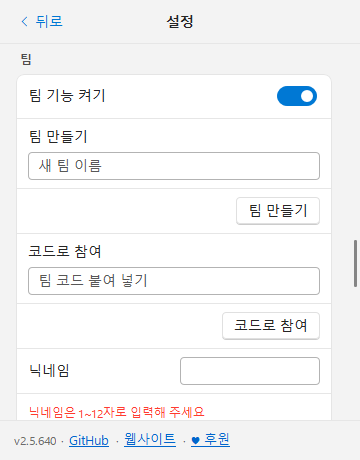 뒤로
설정
팀
팀 기능 켜기
팀 만들기
새 팀 이름
팀 만들기
코드로 참여
팀 코드 붙여 넣기
코드로 참여
닉네임
닉네임은 1~12자로 입력해 주세요
v2.5.640 · GitHub · 웹사이트 · ♥ 후원